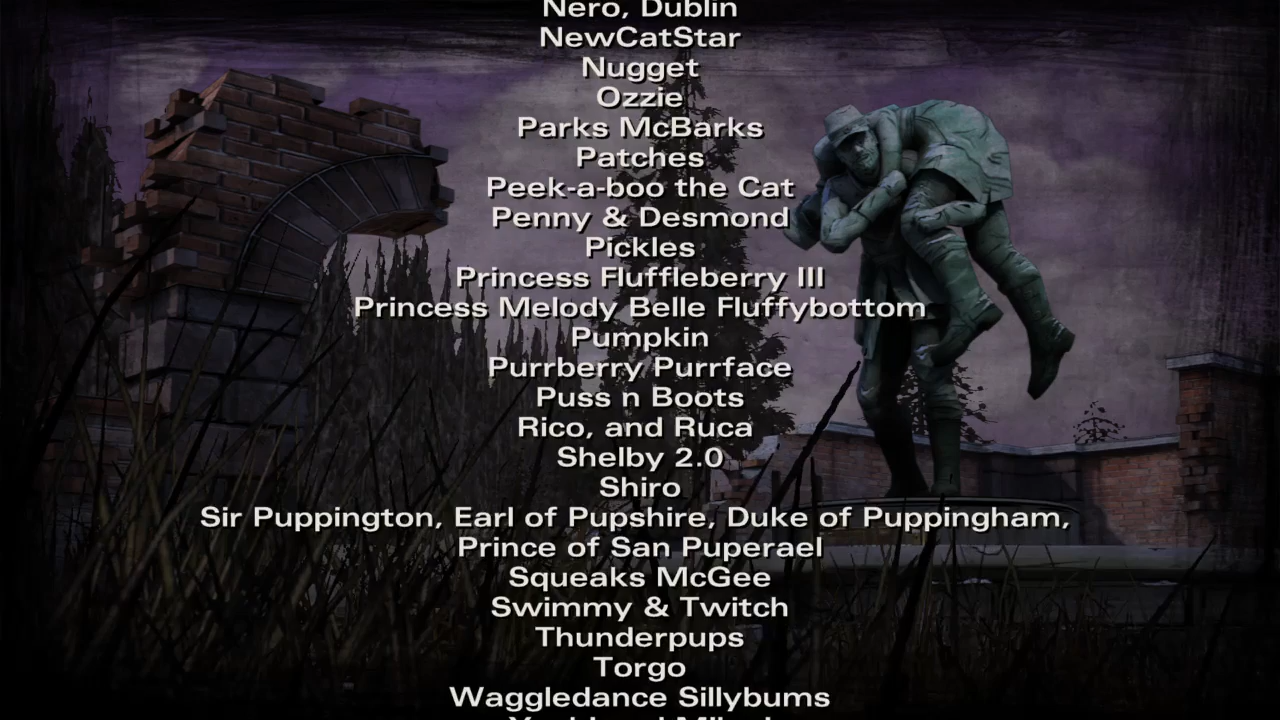 Nero, Dublin
NewCatStar
Nugget
Ozzie
Parks McBarks
Patches
Peek-a-boo the Cat
Penny & Desmond
Pickles
Princess Fluffleberry III
Princess Melody Belle Fluffybottom
Pumpkin
Purrberry Purrface
Puss n Boots
Rico, and Ruca
Shelby 2.0
Shiro
Sir Puppington, Earl of Pupshire, Duke of Puppingham,
Prince of San Puperael
Squeaks McGee
Swimmy & Twitch
Thunderpups
Torgo
Waggledance Sillybums